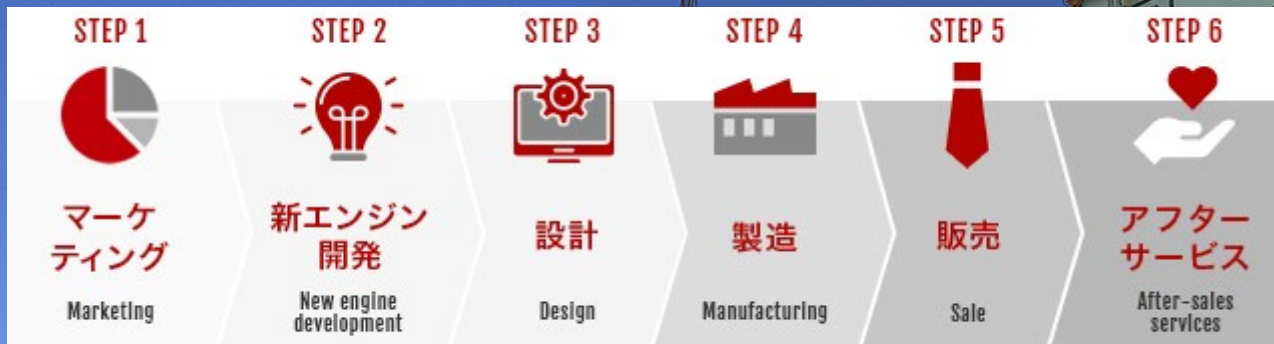 STEP 1
マーケ
ティング
Marketing
STEP 2
新エンジン
開発
New engine
development
STEP 3
設計
Design
STEP 4
製造
Manufacturing
STEP 5
販売
Sale
STEP 6
アフター
サービス
After-sales
services